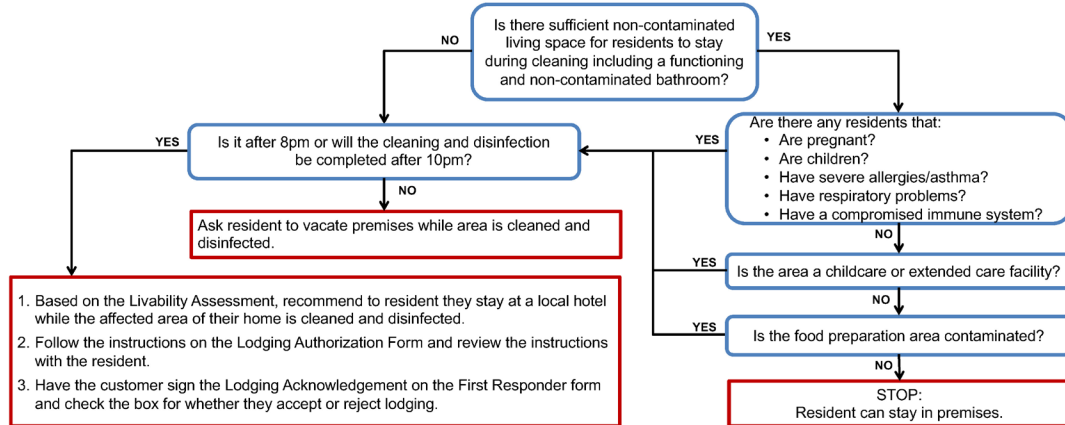 Is there sufficient non-contaminated
living space for residents to stay
during cleaning including a functioning
and non-contaminated bathroom?
NO
YES
YES
Is it after 8pm or will the cleaning and disinfection
be completed after 10pm?
YES
Are there any residents that:
• Are pregnant?
• Are children?
• Have severe allergies/asthma?
• Have respiratory problems?
• Have a compromised immune system?
NO
Ask resident to vacate premises while area is cleaned and
disinfected.
NO
YES
Is the area a childcare or extended care facility?
1. Based on the Livability Assessment, recommend to resident they stay at a local hotel
while the affected area of their home is cleaned and disinfected.
2. Follow the instructions on the Lodging Authorization Form and review the instructions
with the resident.
3. Have the customer sign the Lodging Acknowledgement on the First Responder form
and check the box for whether they accept or reject lodging.
NO
YES
Is the food preparation area contaminated?
NO
STOP:
Resident can stay in premises.